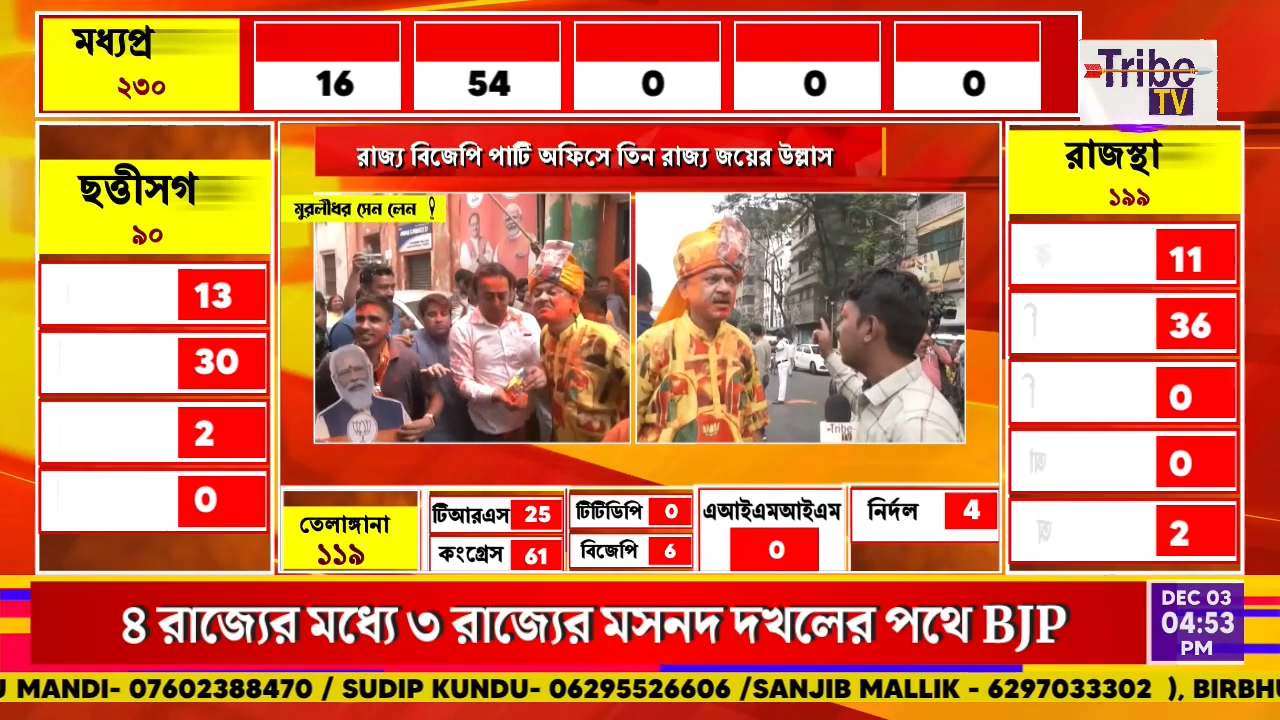 মধ্যপ্র
২৩০
16
54
0
0
0
Tribe
TV
ছত্তীসগ
৯০
13
30
2
0
রাজ্য বিজেপি পার্টি অফিসে তিন রাজ্য জয়ের উল্লাস
মুরলীধর সেন লেন
Tribe
TV
রাজস্থা
১৯৯
11
36
0
0
2
তেলাঙ্গানা
১১৯
টিআরএস 25
কংগ্রেস 61
টিটিডিপি 0
বিজেপি 6
এআইএমআইএম
0
নির্দল 4
৪ রাজ্যের মধ্যে ৩ রাজ্যের মসনদ দখলের পথে BJP
DEC 03
04:53
PM
U MANDI- 07602388470 / SUDIP KUNDU- 06295526606 /SANJIB MALLIK - 6297033302 ), BIRBHU